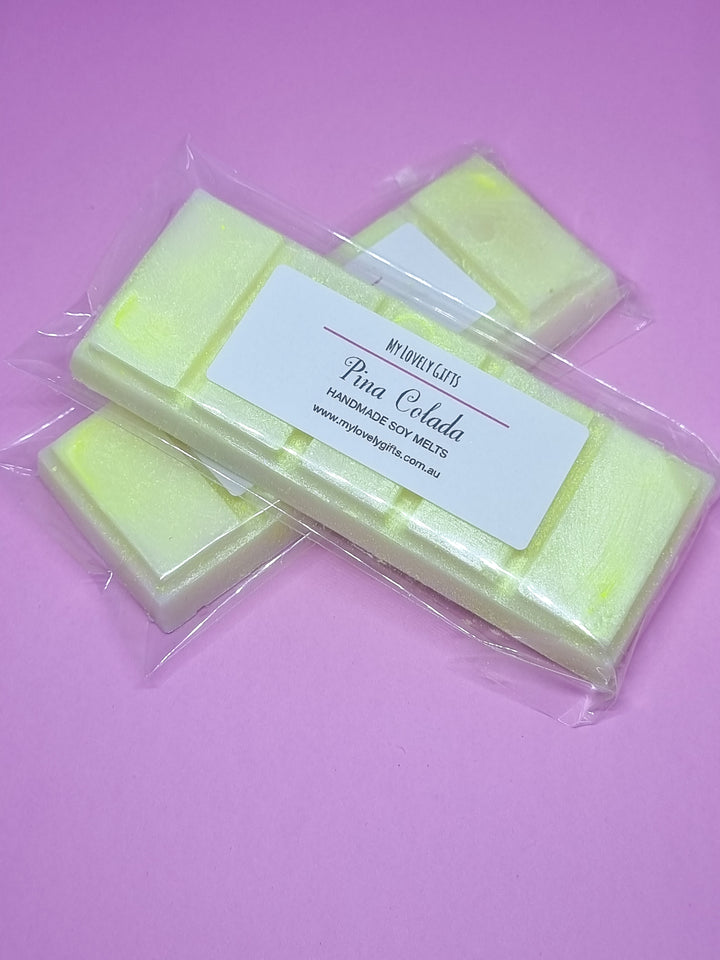 MY LOVELY GIFTS
Pina Colada
HANDMADE SOY MELTS
www.mylovelygifts.com.au